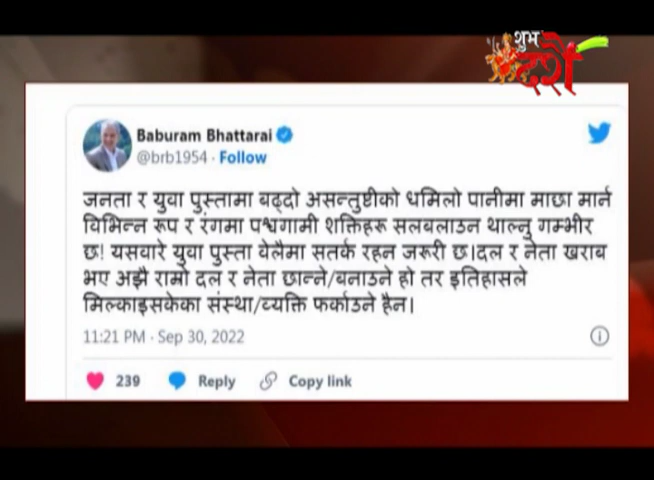 शुभ
दशैं
Baburam Bhattarai
@brb1954 · Follow
जनता र युवा पुस्तामा बढ्दो असन्तुष्टीको धमिलो पानीमा माछा मार्न
विभिन्न रूप र रंगमा पश्चगामी शक्तिहरू सलबलाउन थाल्नु गम्भीर
छ! यसवारे युवा पुस्ता वेलैमा सतर्क रहन जरूरी छ।दल र नेता खराब
भए अझै राम्रो दल र नेता छान्ने/बनाउने हो तर इतिहासले
मिल्काइसकेका संस्था/व्यक्ति फर्काउने हैन।
11:21 PM · Sep 30, 2022
239 Reply Copy link